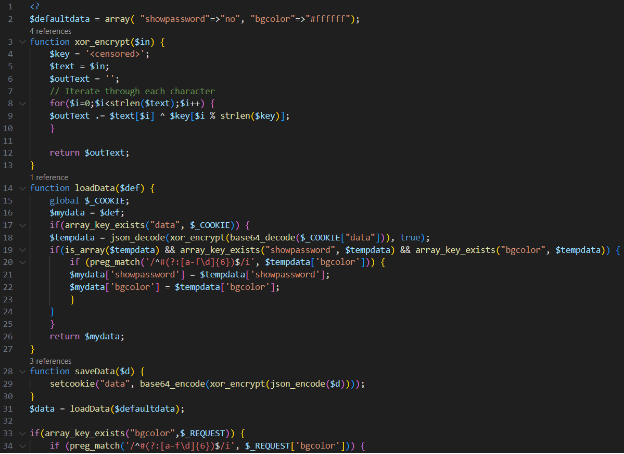 1 <?
2 $defaultdata = array( "showpassword"=>"no", "bgcolor"=>"#ffffff");
4 references
3 function xor_encrypt($in) {
4 $key = '<censored>';
5 $text = $in;
6 $outText = '';
7 // Iterate through each character
8 for($i=0;$i<strlen($text);$i++) {
9 $outText .= $text[$i] ^ $key[$i % strlen($key)];
10 }
11
12 return $outText;
13 }
1 reference
14 function loadData($def) {
15 global $_COOKIE;
16 $mydata = $def;
17 if(array_key_exists("data", $_COOKIE)) {
18 $tempdata = json_decode(xor_encrypt(base64_decode($_COOKIE["data"])), true);
19 if(is_array($tempdata) && array_key_exists("showpassword", $tempdata) && array_key_exists("bgcolor", $tempdata)) {
20 if (preg_match('/^#(?:[a-f\d]{6})$/i', $tempdata['bgcolor'])) {
21 $mydata['showpassword'] = $tempdata['showpassword'];
22 $mydata['bgcolor'] = $tempdata['bgcolor'];
23 }
24 }
25 }
26 return $mydata;
27 }
3 references
28 function saveData($d) {
29 setcookie("data", base64_encode(xor_encrypt(json_encode($d))));
30 }
31 $data = loadData($defaultdata);
32
33 if(array_key_exists("bgcolor",$_REQUEST)) {
34 if (preg_match('/^#(?:[a-f\d]{6})$/i', $_REQUEST['bgcolor'])) {